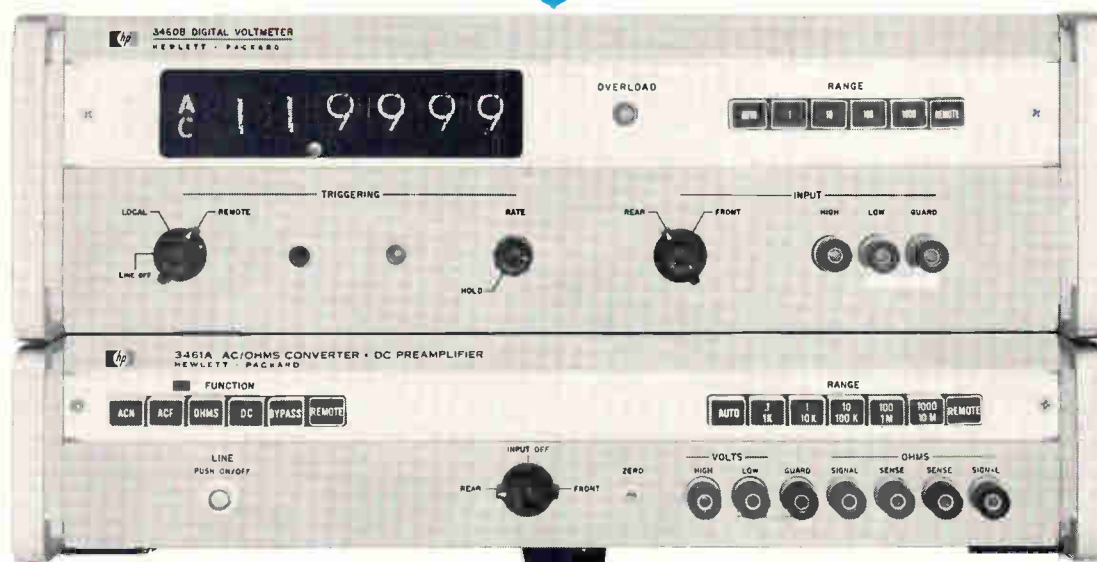 hp 3460B DIGITAL VOLTMETER
HEWLETT · PACKARD
AC 119999
OVERLOAD
RANGE
AUTO 1 10 100 1000 REMOTE
TRIGGERING
LOCAL REMOTE
LINE OFF
RATE
HOLD
INPUT
REAR FRONT
HIGH LOW GUARD
hp 3461A AC/OHMS CONVERTER · DC PREAMPLIFIER
HEWLETT · PACKARD
FUNCTION
ACN ACF OHMS DC BYPASS REMOTE
RANGE
AUTO .1 1K 1 10K 10 100K 100 1M 1000 10M REMOTE
LINE
PUSH ON/OFF
INPUT OFF
REAR FRONT
ZERO
VOLTS OHMS
HIGH LOW GUARD SIGNAL SENSE SENSE SIGNAL